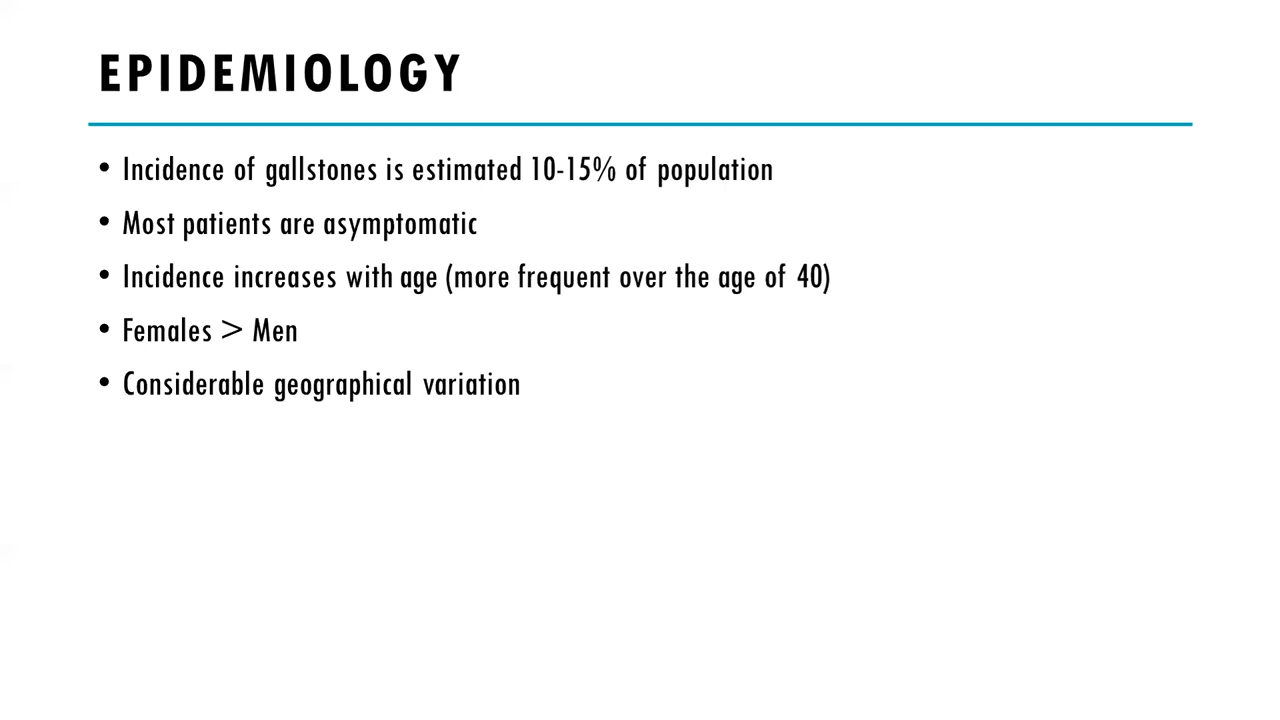 EPIDEMIOLOGY
• Incidence of gallstones is estimated 10-15% of population
• Most patients are asymptomatic
• Incidence increases with age (more frequent over the age of 40)
• Females > Men
• Considerable geographical variation